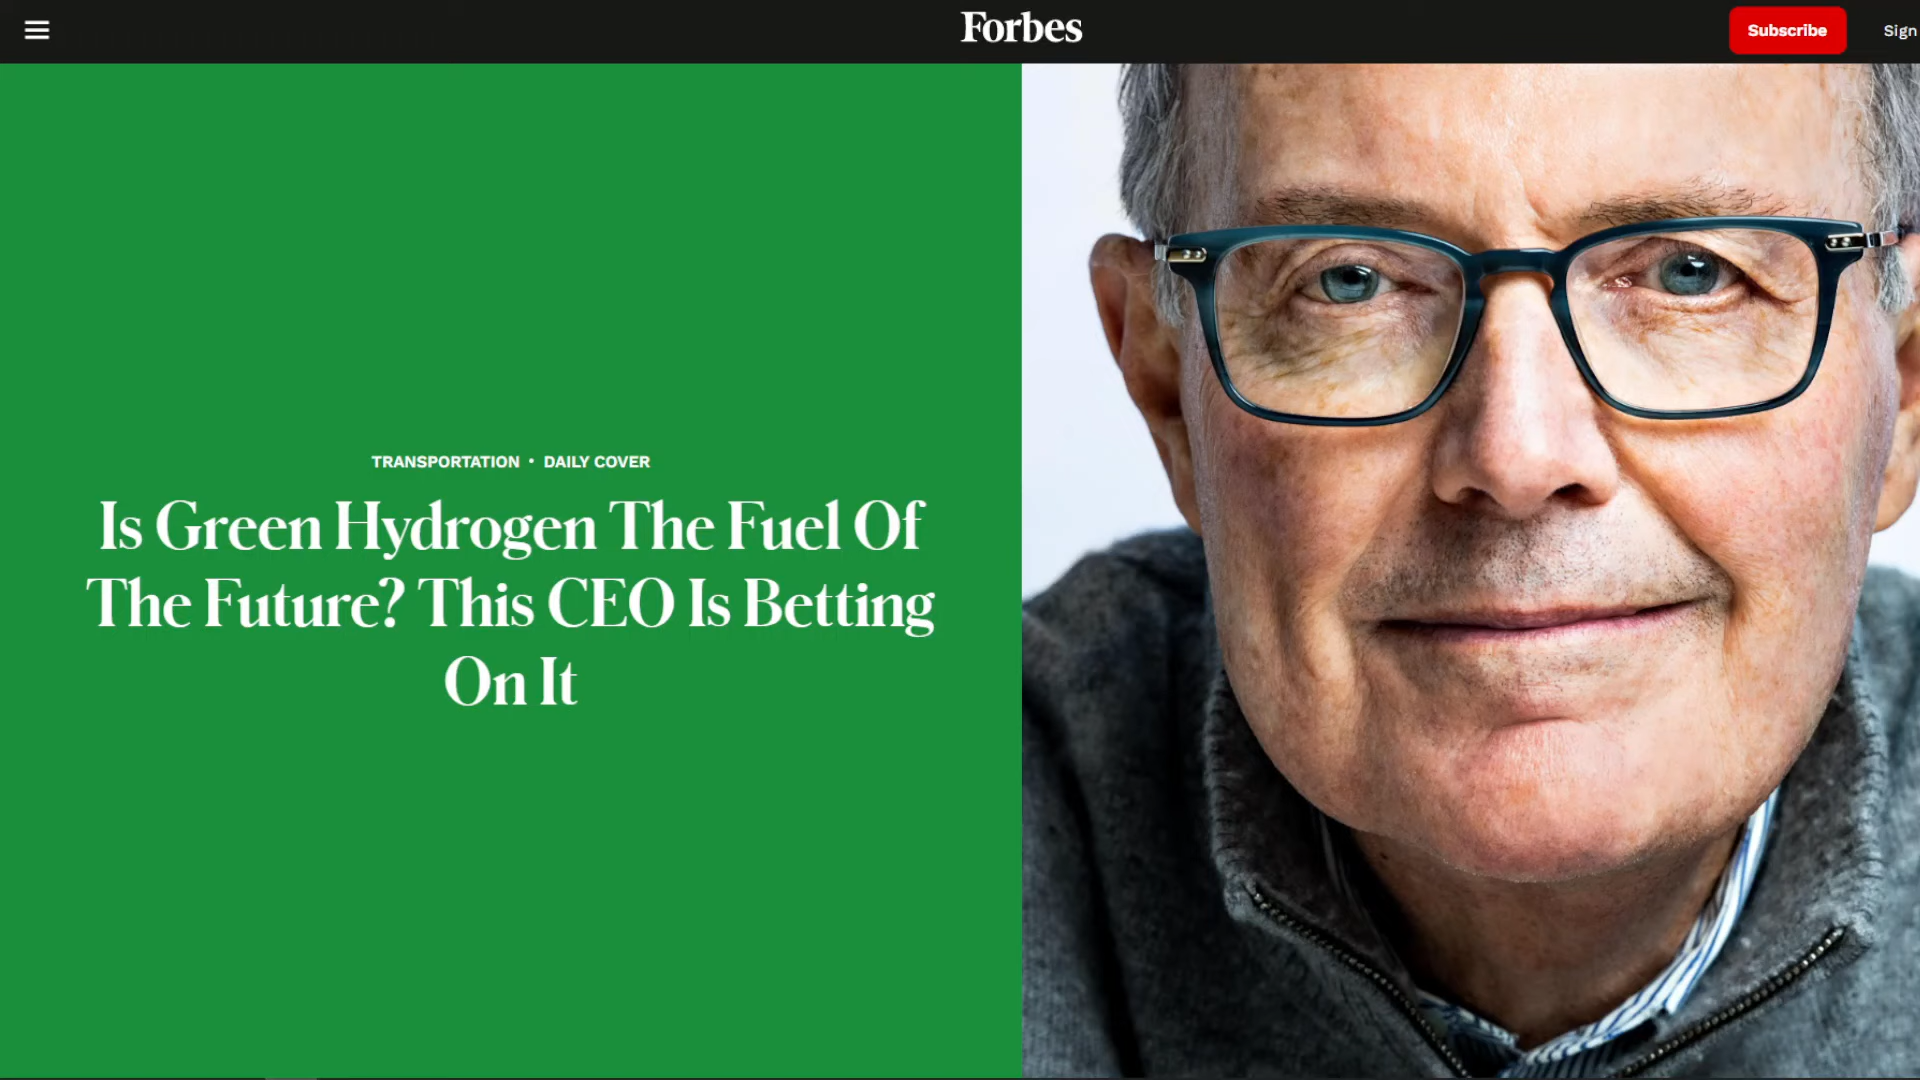 Forbes
Subscribe
Sign
TRANSPORTATION • DAILY COVER
Is Green Hydrogen The Fuel Of
The Future? This CEO Is Betting
On It